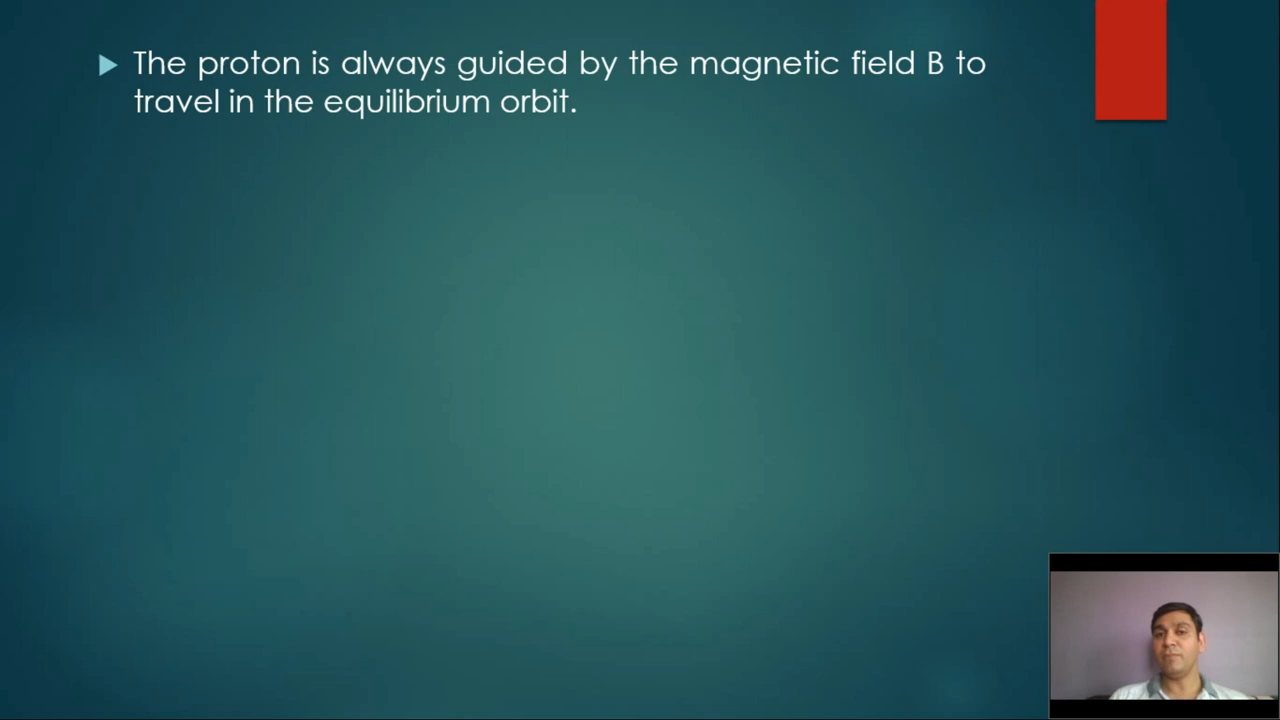 The proton is always guided by the magnetic field B to
travel in the equilibrium orbit.